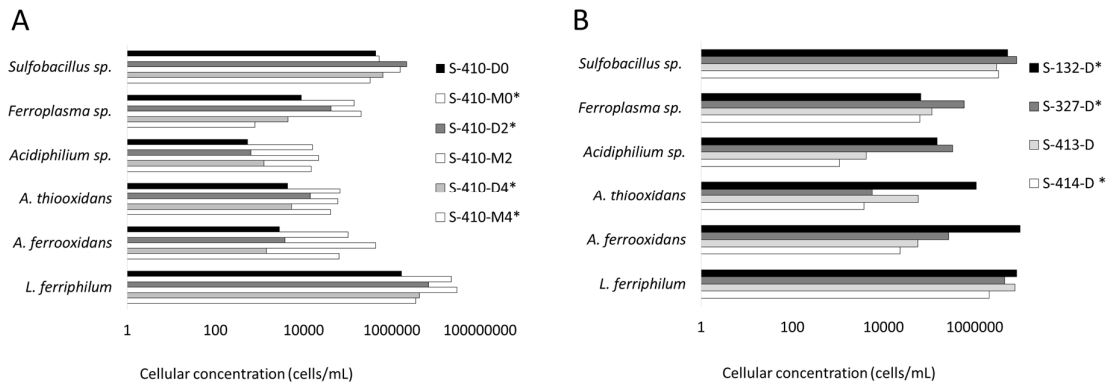 A
Sulfobacillus sp.
Ferroplasma sp.
Acidiphilium sp.
A. thiooxidans
A. ferrooxidans
L. ferriphilum
1 100 10000 1000000 100000000
Cellular concentration (cells/mL)
S-410-D0
S-410-M0*
S-410-D2*
S-410-M2
S-410-D4*
S-410-M4*
B
Sulfobacillus sp.
Ferroplasma sp.
Acidiphilium sp.
A. thiooxidans
A. ferrooxidans
L. ferriphilum
1 100 10000 1000000
Cellular concentration (cells/mL)
S-132-D*
S-327-D*
S-413-D
S-414-D *